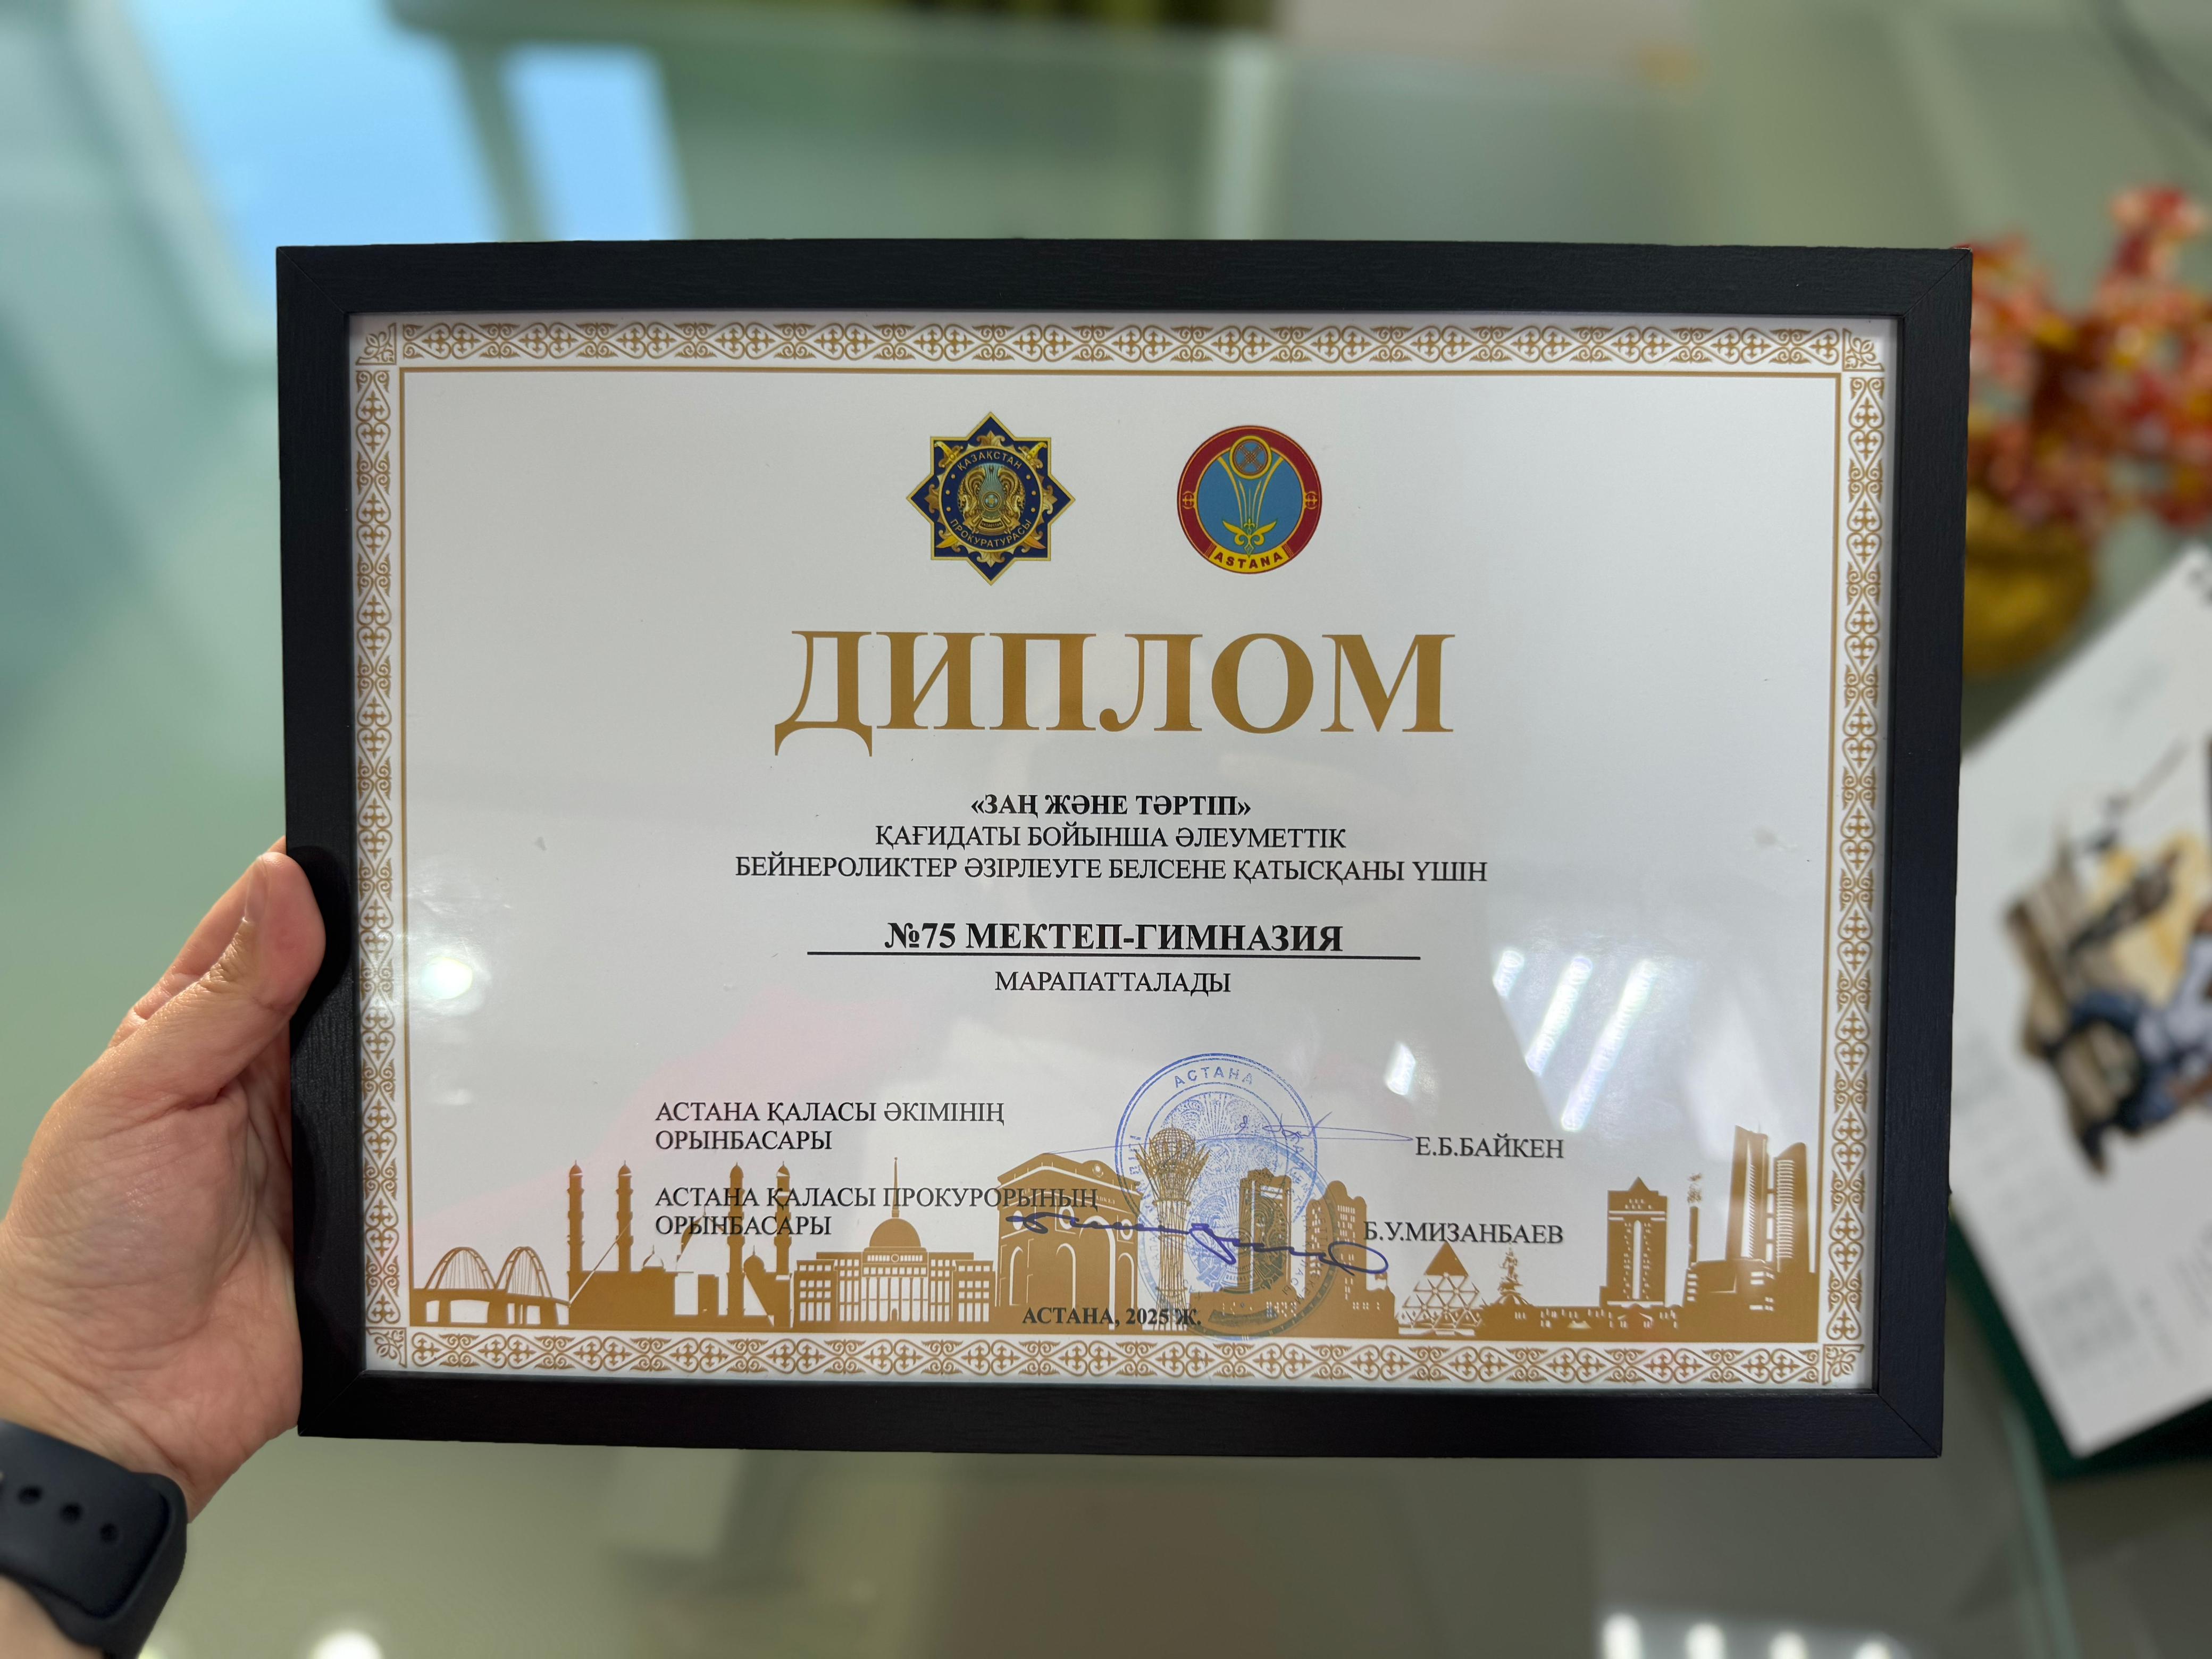 ҚАЗАҚСТАН
ПРОКУРАТУРАСЫ
ASTANA
ДИПЛОМ
«ЗАҢ ЖӘНЕ ТӘРТІП»
ҚАҒИДАТЫ БОЙЫНША ӘЛЕУМЕТТІК
БЕЙНЕРОЛИКТЕР ӘЗІРЛЕУГЕ БЕЛСЕНЕ ҚАТЫСҚАНЫ ҮШІН
№75 МЕКТЕП-ГИМНАЗИЯ
МАРАПАТТАЛАДЫ
АСТАНА
АСТАНА ҚАЛАСЫ ӘКІМІНІҢ
ОРЫНБАСАРЫ
Е.Б.БАЙКЕН
АСТАНА ҚАЛАСЫ ПРОКУРОРЫНЫҢ
ОРЫНБАСАРЫ
Б.У.МИЗАНБАЕВ
АСТАНА, 2025 Ж.